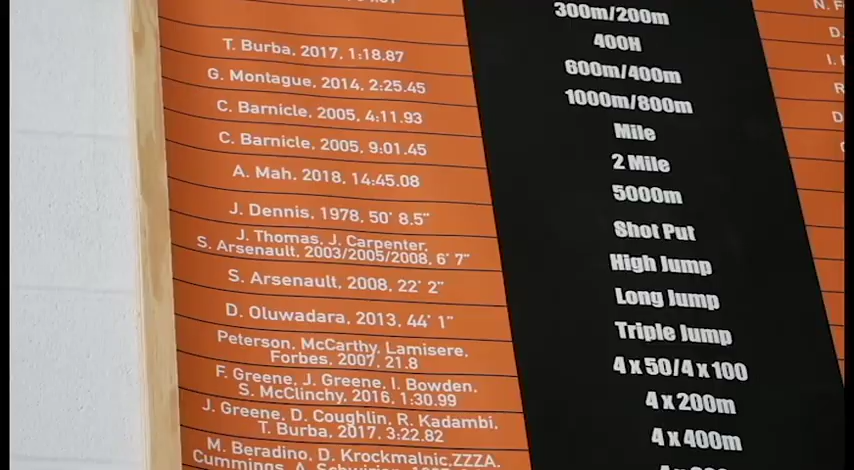 300m/200m
400H
T. Burba, 2017, 1:18.87
600m/400m
G. Montague, 2014, 2:25.45
1000m/800m
C. Barnicle, 2005, 4:11.93
Mile
C. Barnicle, 2005, 9:01.45
2 Mile
A. Mah, 2018, 14:45.08
5000m
J. Dennis, 1978, 50' 8.5"
Shot Put
J. Thomas, J. Carpenter,
S. Arsenault, 2003/2005/2008, 6' 7"
High Jump
S. Arsenault, 2008, 22' 2"
Long Jump
D. Oluwadara, 2013, 44' 1"
Triple Jump
Peterson, McCarthy, Lamisere,
Forbes, 2007, 21.8
4 x 50/4 x 100
F. Greene, J. Greene, I. Bowden,
S. McClinchy, 2016, 1:30.99
4 x 200m
J. Greene, D. Coughlin, R. Kadambi,
T. Burba, 2017, 3:22.82
4 x 400m
M. Beradino, D. Krockmalnic,ZZZA.
Cummings, A.